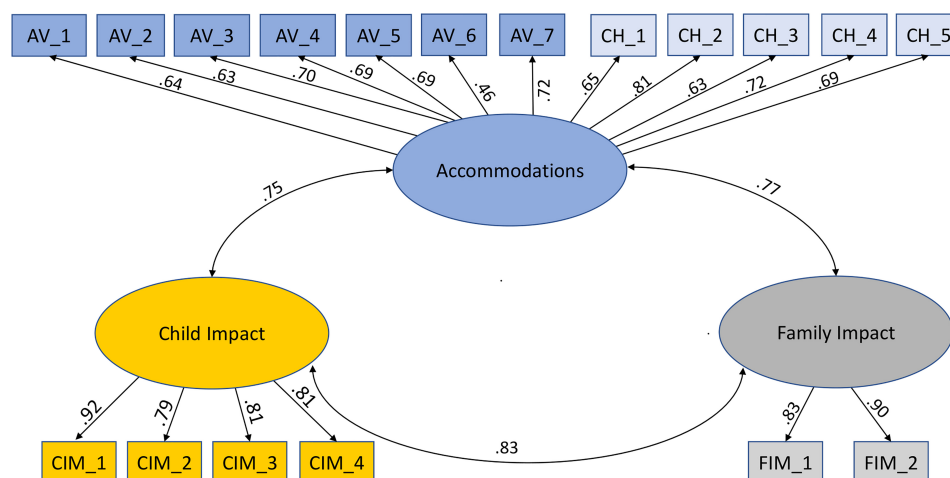 AV_1 AV_2 AV_3 AV_4 AV_5 AV_6 AV_7 CH_1 CH_2 CH_3 CH_4 CH_5
.64 .63 .70 .69 .69 .46 .72 .65 .81 .63 .72 .69
Accommodations
.75 .77
Child Impact Family Impact
.92 .79 .81 .81 .83 .83 .90
CIM_1 CIM_2 CIM_3 CIM_4 FIM_1 FIM_2